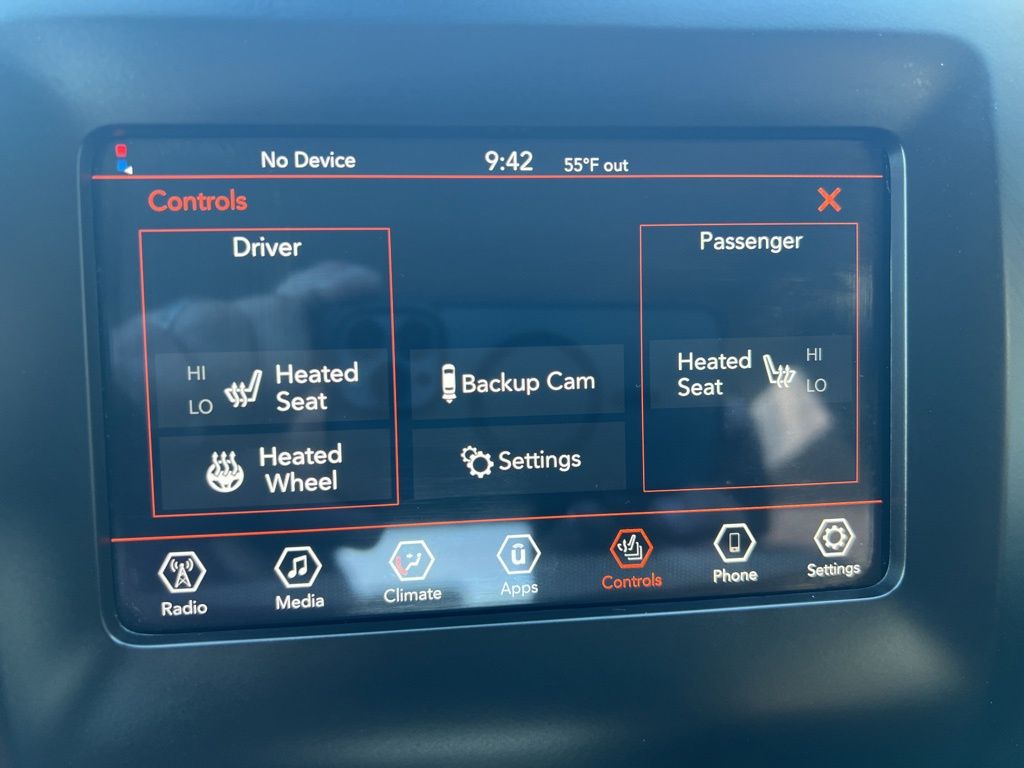 No Device 9:42 55°F out
Controls X
Driver
HI
LO
Heated
Seat
Heated
Wheel
Backup Cam
Settings
Passenger
Heated
Seat
HI
LO
Radio
Media
Climate
Apps
Controls
Phone
Settings